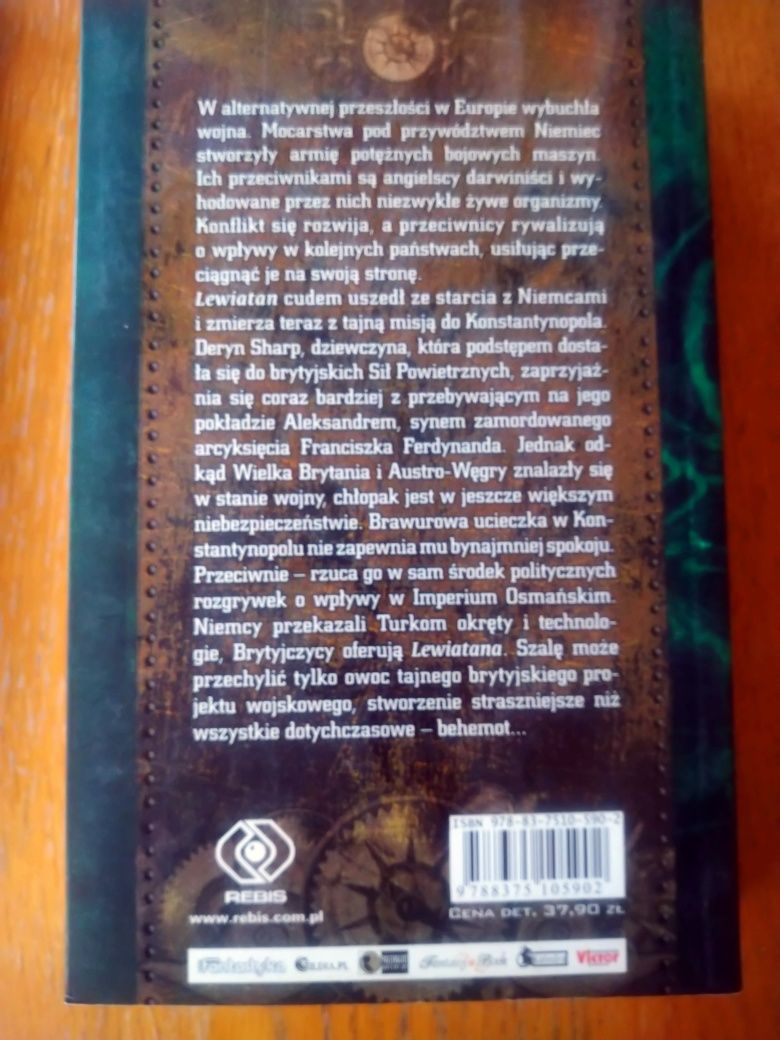 W alternatywnej przeszłości w Europie wybuchła
wojna. Mocarstwa pod przywództwem Niemiec
stworzyły armię potężnych bojowych maszyn.
Ich przeciwnikami są angielscy darwiniści i wy-
hodowane przez nich niezwykłe żywe organizmy.
Konflikt się rozwija, a przeciwnicy rywalizują
o wpływy w kolejnych państwach, usiłując prze-
ciągnąć je na swoją stronę.
Lewiatan cudem uszedł ze starcia z Niemcami
i zmierza teraz z tajną misją do Konstantynopola.
Deryn Sharp, dziewczyna, która podstępem dosta-
ła się do brytyjskich Sił Powietrznych, zaprzyjaź-
nia się coraz bardziej z przebywającym na jego
pokładzie Aleksandrem, synem zamordowanego
arcyksięcia Franciszka Ferdynanda. Jednak od-
kąd Wielka Brytania i Austro-Węgry znalazły się
w stanie wojny, chłopak jest w jeszcze większym
niebezpieczeństwie. Brawurowa ucieczka w Kon-
stantynopolu nie zapewnia mu bynajmniej spokoju.
Przeciwnie – rzuca go w sam środek politycznych
rozgrywek o wpływy w Imperium Osmańskim.
Niemcy przekazali Turkom okręty i technolo-
gie, Brytyjczycy oferują Lewiatana. Szalę może
przechylić tylko owoc tajnego brytyjskiego pro-
jektu wojskowego, stworzenie straszniejsze niż
wszystkie dotychczasowe – behemot...
ISBN 978-83-7510-590-2
9788375105902
REBIS
www.rebis.com.pl
CENA DET. 37,90 ZŁ
Fantastyka
Victor